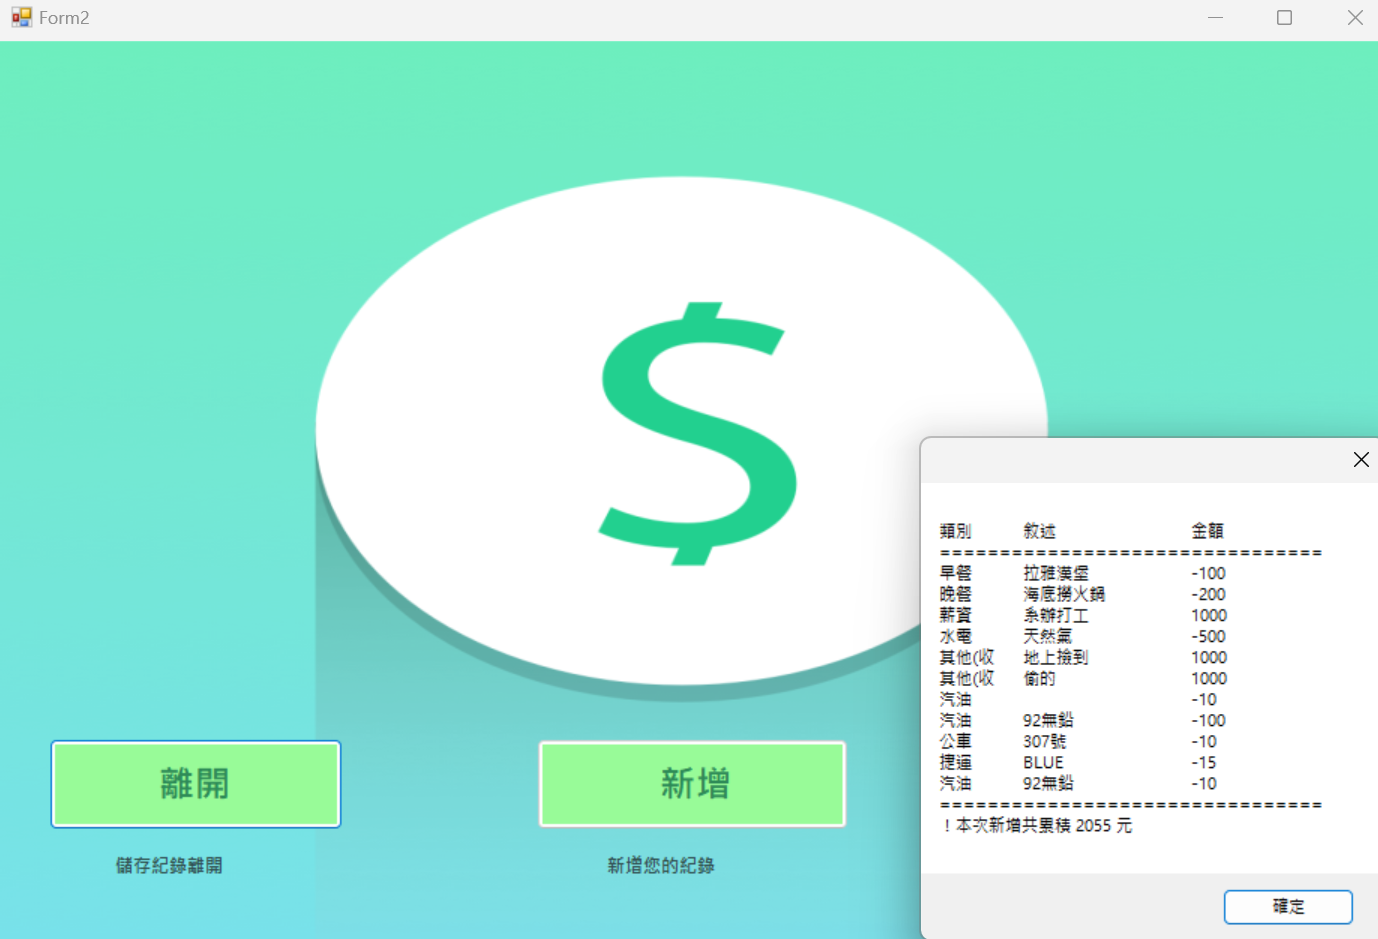 Form2
$
離開
新增
儲存紀錄離開
新增您的紀錄
類別 敘述 金額
================================
早餐 拉雅漢堡 -100
晚餐 海底撈火鍋 -200
薪資 系辦打工 1000
水電 天然氣 -500
其他(收 地上撿到 1000
其他(收 偷的 1000
汽油 -10
汽油 92無鉛 -100
公車 307號 -10
捷運 BLUE -15
汽油 92無鉛 -10
================================
！本次新增共累積 2055 元
確定